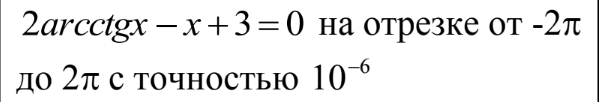 2arcctgx − x + 3 = 0 на отрезке от -2π
до 2π с точностью 10⁻⁶